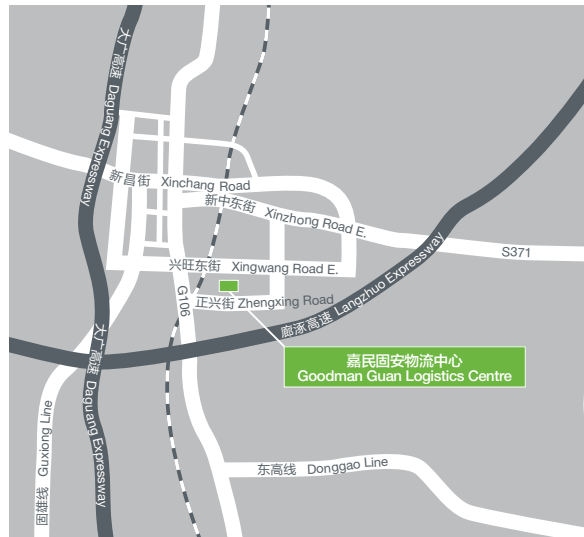 大广高速 Daguang Expressway
新昌街 Xinchang Road
新中东街 Xinzhong Road E.
S371
兴旺东街 Xingwang Road E.
G106
正兴街 Zhengxing Road
廊涿高速 Langzhuo Expressway
嘉民固安物流中心
Goodman Guan Logistics Centre
大广高速 Daguang Expressway
固雄线 Guxiong Line
东高线 Donggao Line